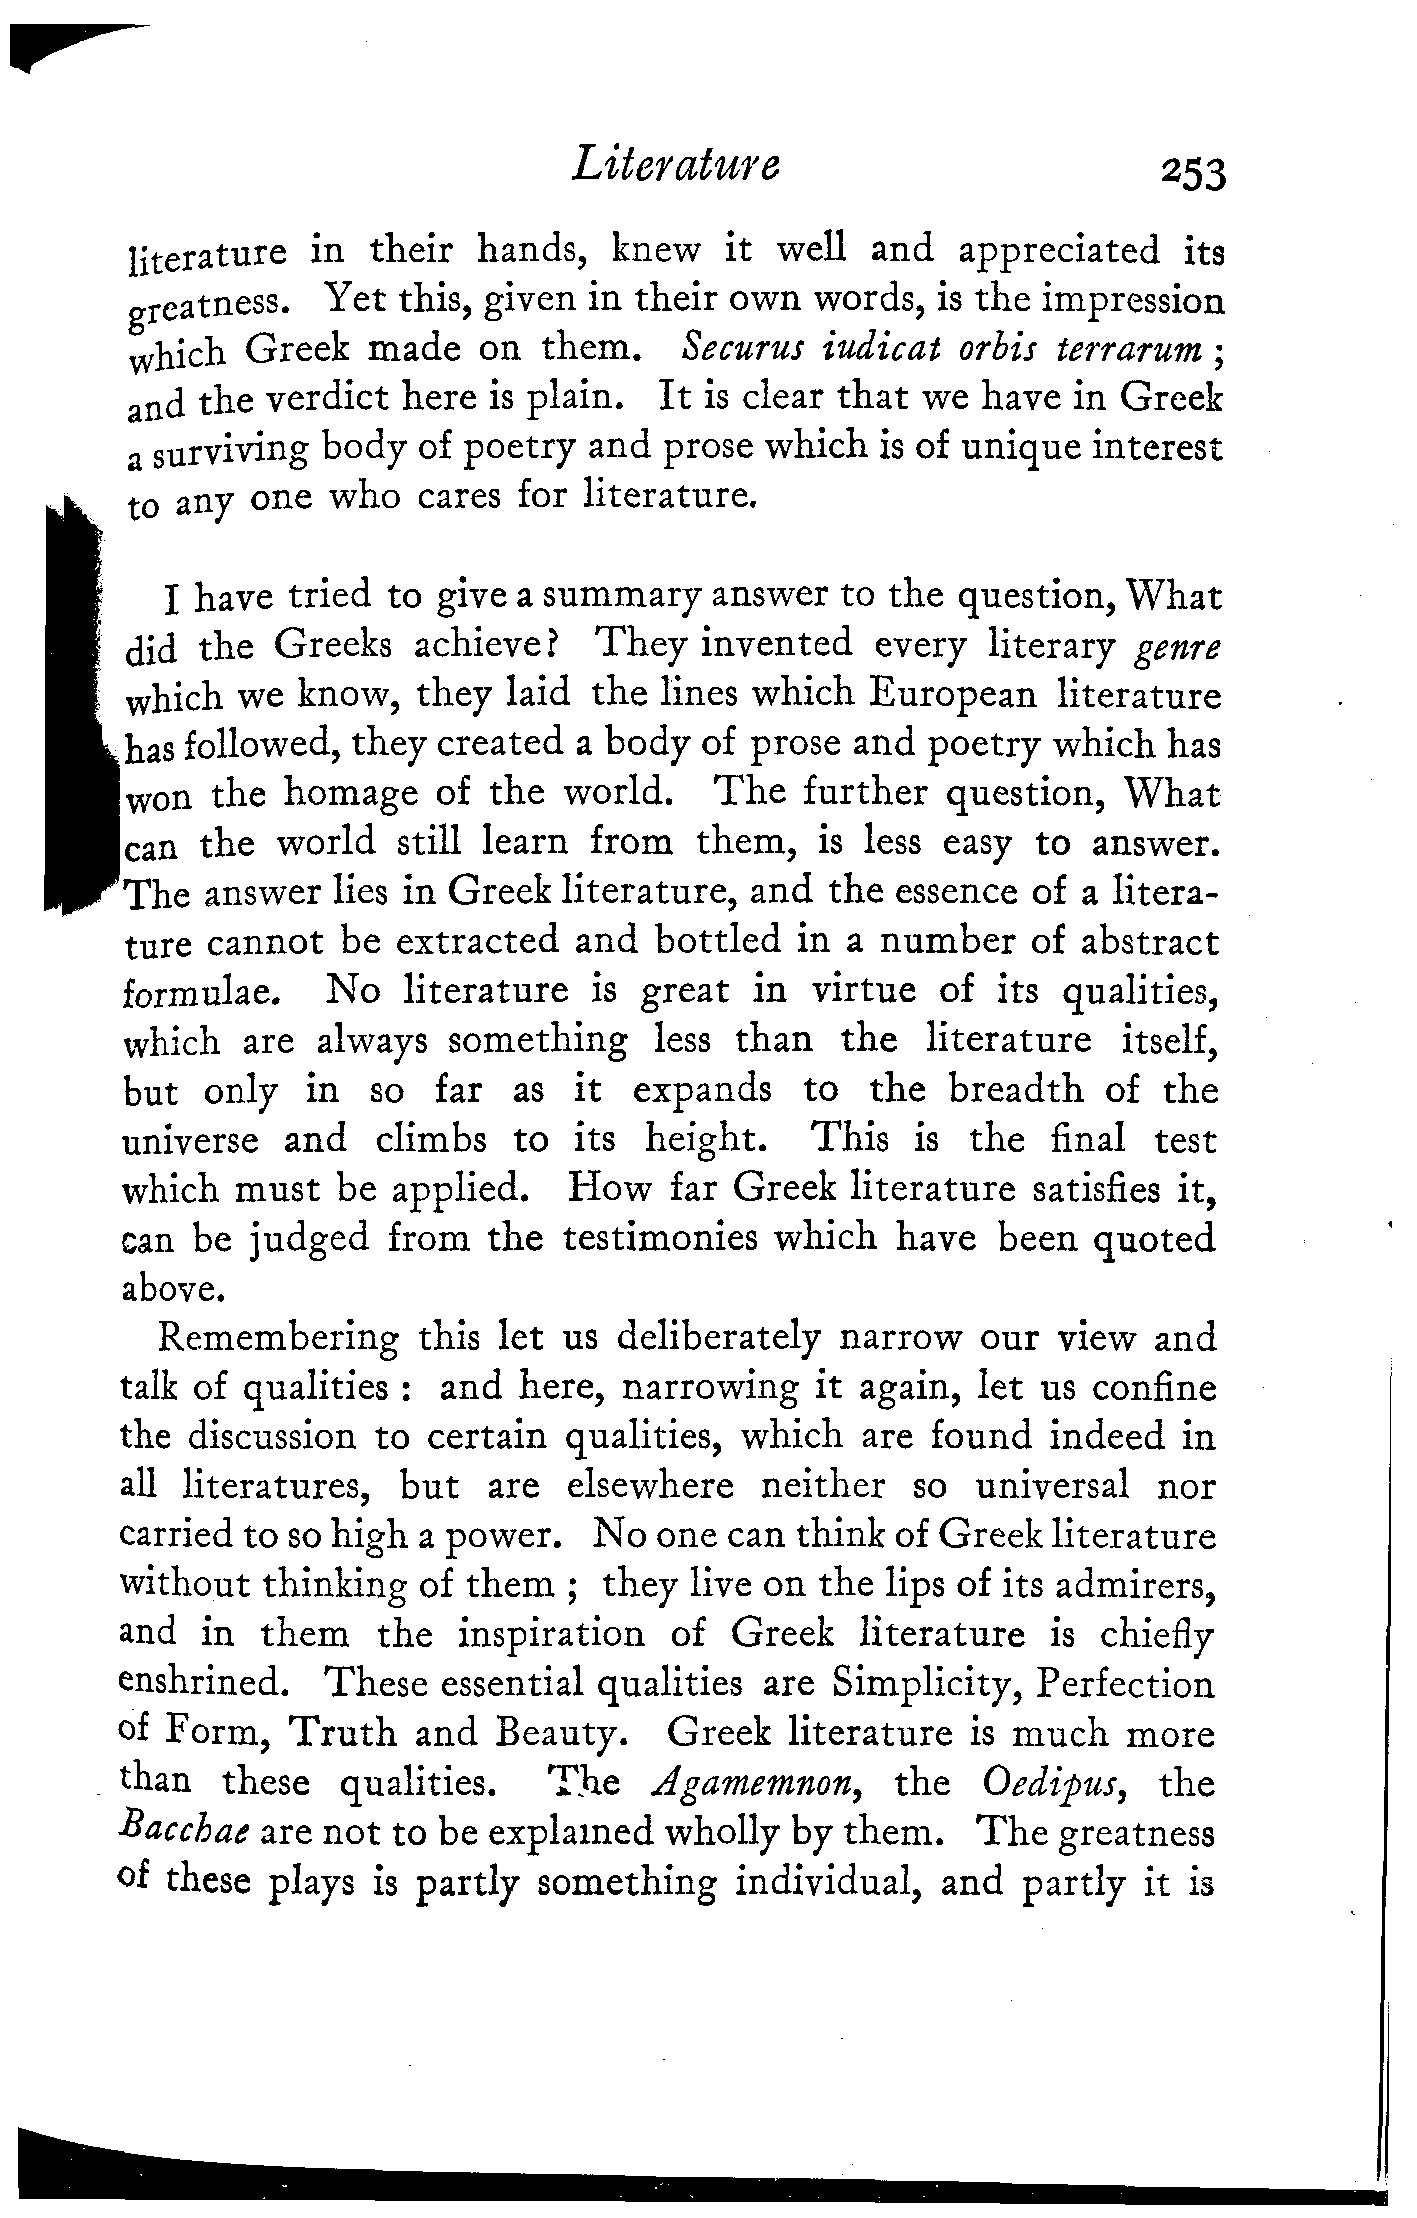 Literature 253
literature in their hands, knew it well and appreciated its
greatness. Yet this, given in their own words, is the impression
which Greek made on them. Securus iudicat orbis terrarum ;
and the verdict here is plain. It is clear that we have in Greek
a surviving body of poetry and prose which is of unique interest
to any one who cares for literature.
I have tried to give a summary answer to the question, What
did the Greeks achieve? They invented every literary genre
which we know, they laid the lines which European literature
has followed, they created a body of prose and poetry which has
won the homage of the world. The further question, What
can the world still learn from them, is less easy to answer.
The answer lies in Greek literature, and the essence of a litera-
ture cannot be extracted and bottled in a number of abstract
formulae. No literature is great in virtue of its qualities,
which are always something less than the literature itself,
but only in so far as it expands to the breadth of the
universe and climbs to its height. This is the final test
which must be applied. How far Greek literature satisfies it,
can be judged from the testimonies which have been quoted
above.
Remembering this let us deliberately narrow our view and
talk of qualities : and here, narrowing it again, let us confine
the discussion to certain qualities, which are found indeed in
all literatures, but are elsewhere neither so universal nor
carried to so high a power. No one can think of Greek literature
without thinking of them ; they live on the lips of its admirers,
and in them the inspiration of Greek literature is chiefly
enshrined. These essential qualities are Simplicity, Perfection
of Form, Truth and Beauty. Greek literature is much more
than these qualities. The Agamemnon, the Oedipus, the
Bacchae are not to be explained wholly by them. The greatness
of these plays is partly something individual, and partly it is